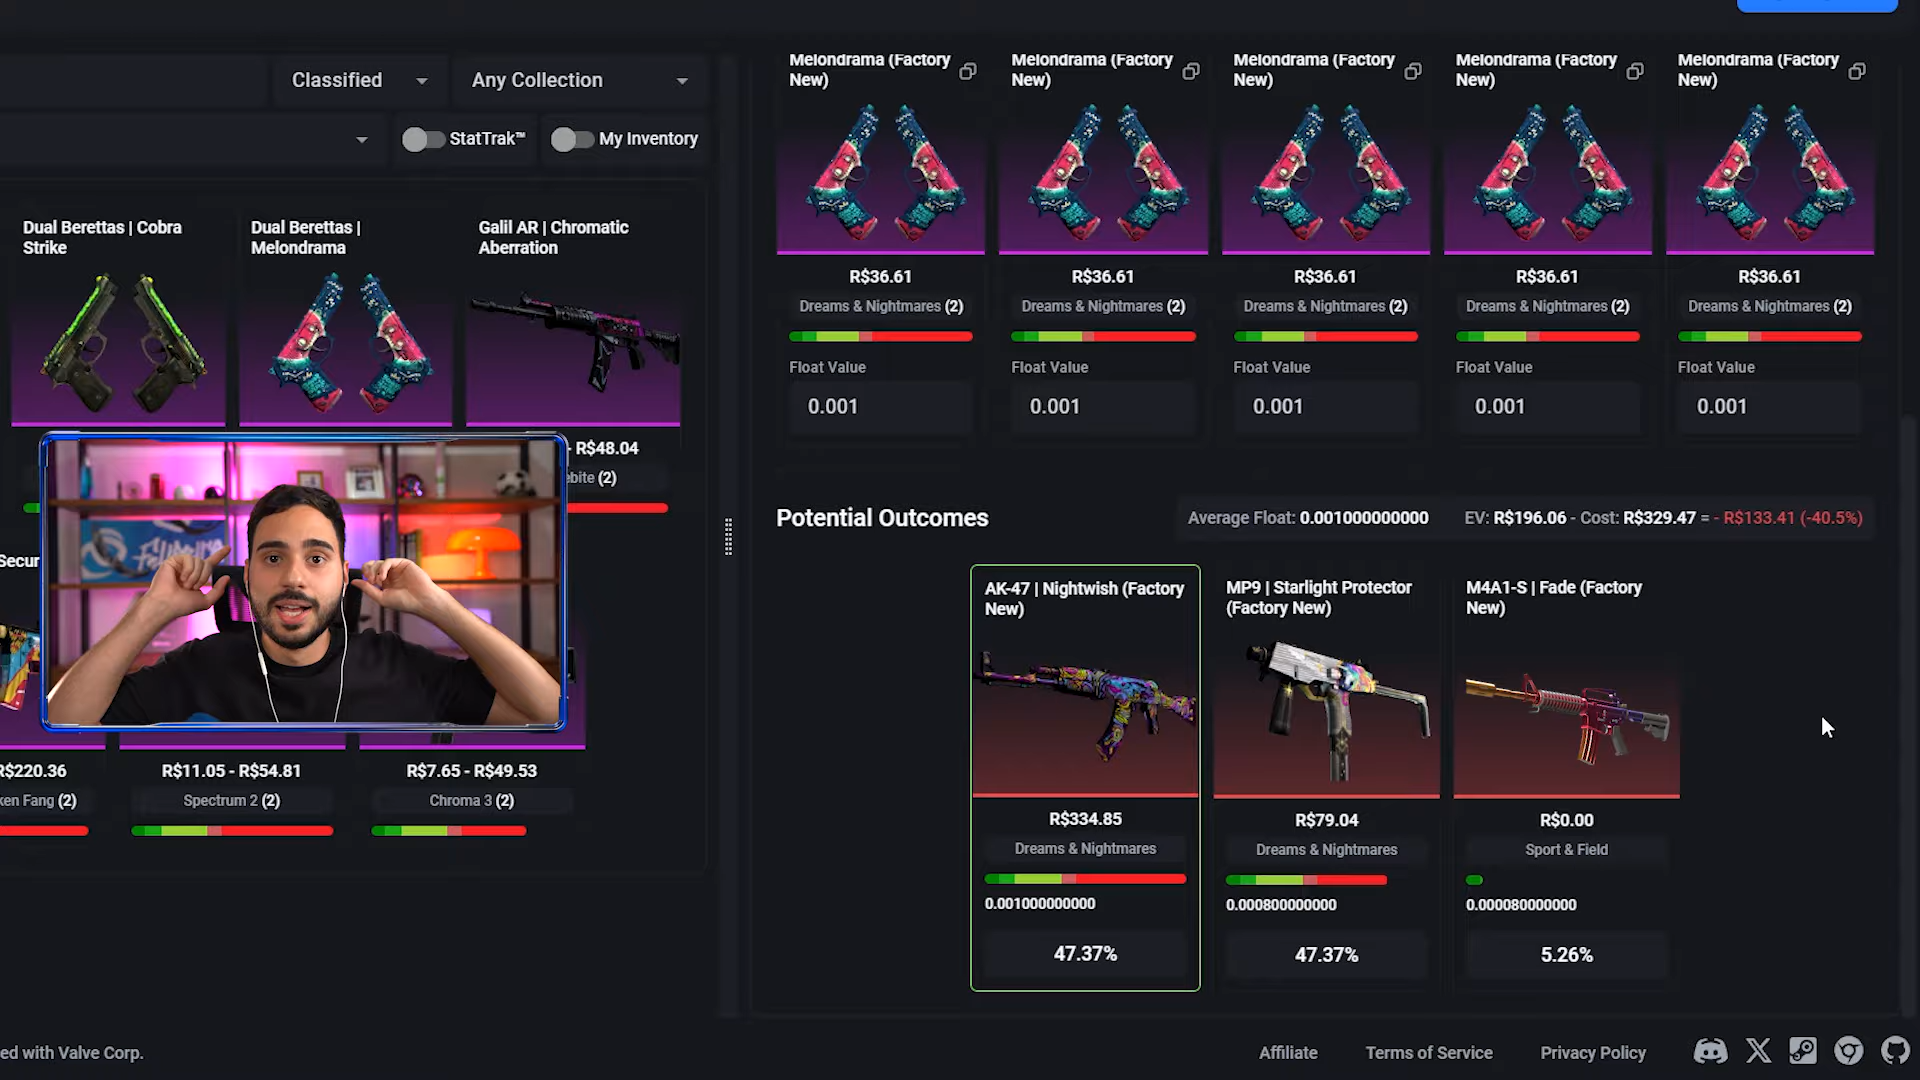 Classified
Any Collection
StatTrak™
My Inventory
Dual Berettas | Cobra
Strike
Dual Berettas |
Melondrama
Galil AR | Chromatic
Aberration
- R$48.04
ebite (2)
Secur
R$220.36
ken Fang (2)
R$11.05 - R$54.81
Spectrum 2 (2)
R$7.65 - R$49.53
Chroma 3 (2)
Melondrama (Factory
New)
Melondrama (Factory
New)
Melondrama (Factory
New)
Melondrama (Factory
New)
Melondrama (Factory
New)
R$36.61
R$36.61
R$36.61
R$36.61
R$36.61
Dreams & Nightmares (2)
Dreams & Nightmares (2)
Dreams & Nightmares (2)
Dreams & Nightmares (2)
Dreams & Nightmares (2)
Float Value
Float Value
Float Value
Float Value
Float Value
0.001
0.001
0.001
0.001
0.001
Potential Outcomes
Average Float: 0.001000000000
EV: R$196.06 - Cost: R$329.47 = - R$133.41 (-40.5%)
AK-47 | Nightwish (Factory
New)
R$334.85
Dreams & Nightmares
0.001000000000
47.37%
MP9 | Starlight Protector
(Factory New)
R$79.04
Dreams & Nightmares
0.000800000000
47.37%
M4A1-S | Fade (Factory
New)
R$0.00
Sport & Field
0.000080000000
5.26%
ed with Valve Corp.
Affiliate
Terms of Service
Privacy Policy